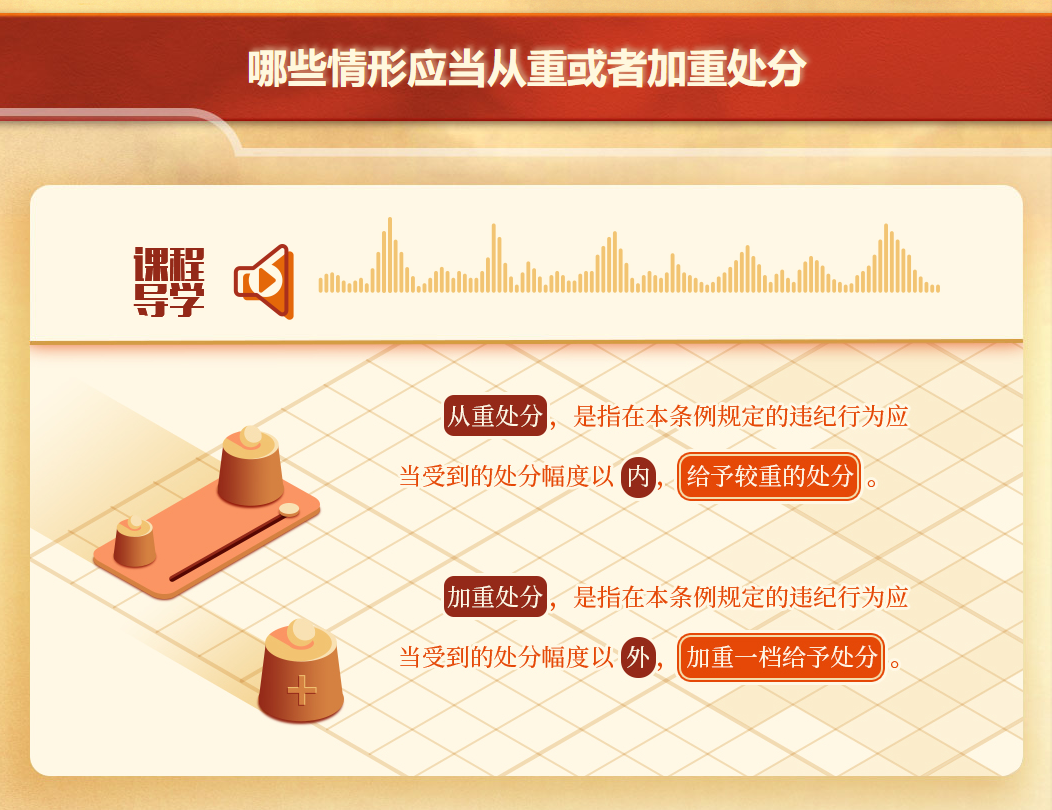 哪些情形应当从重或者加重处分
课程
导学
从重处分，是指在本条例规定的违纪行为应
当受到的处分幅度以 内，给予较重的处分。
加重处分，是指在本条例规定的违纪行为应
当受到的处分幅度以 外，加重一档给予处分。